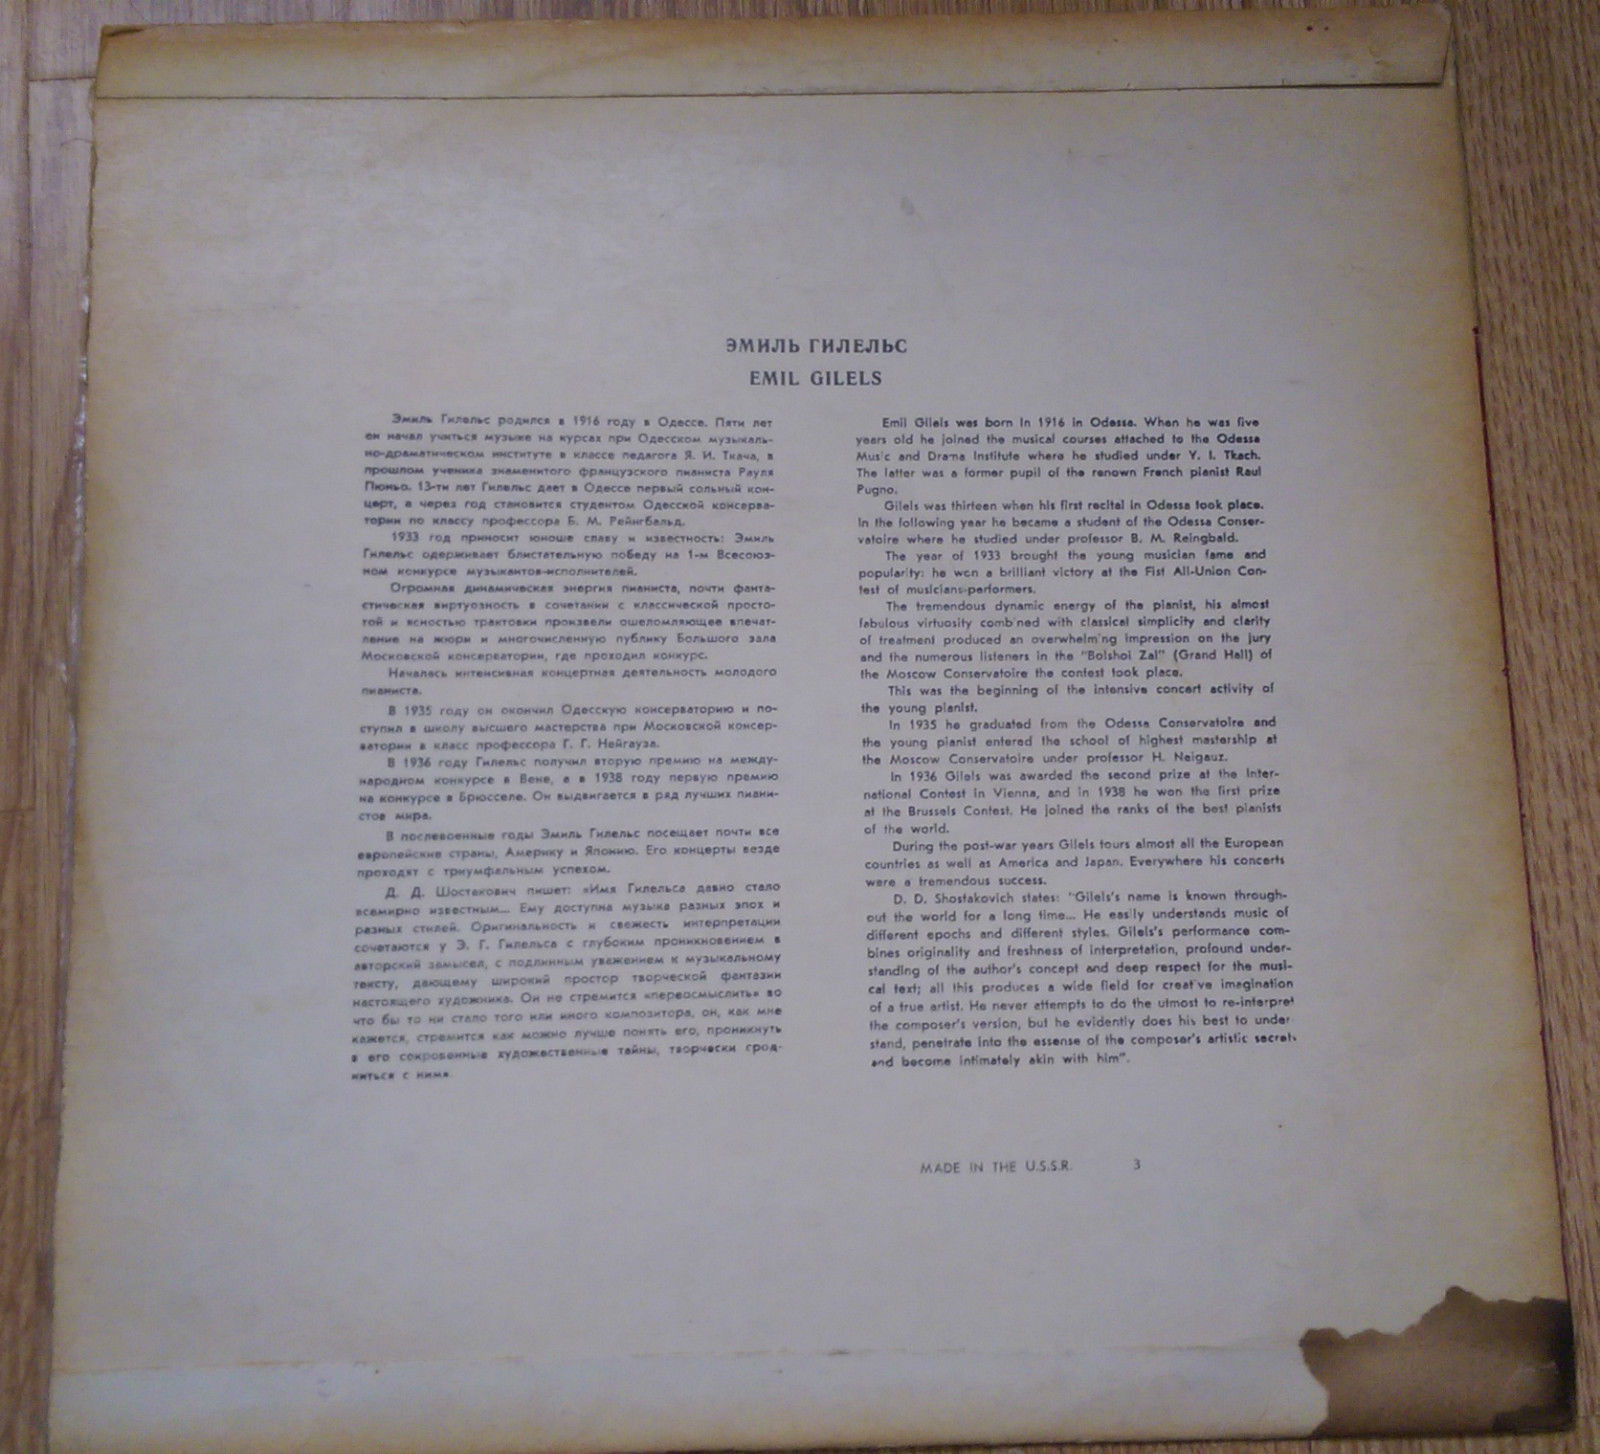 ЭМИЛЬ ГИЛЕЛЬС
EMIL GILELS
Эмиль Гилельс родился в 1916 году в Одессе. Пяти лет
он начал учиться музыке на курсах при Одесском музыкаль-
но-драматическом институте в классе педагога Я. И. Ткача, в
прошлом ученика знаменитого французского пианиста Рауля
Пюньо. 13-ти лет Гилельс дает в Одессе первый сольный кон-
церт, а через год становится студентом Одесской консерва-
тории по классу профессора Б. М. Рейнгбальд.
1933 год приносит юноше славу и известность: Эмиль
Гилельс одерживает блистательную победу на 1-м Всесоюз-
ном конкурсе музыкантов-исполнителей.
Огромная динамическая энергия пианиста, почти фанта-
стическая виртуозность в сочетании с классической просто-
той и ясностью трактовки произвели ошеломляющее впечат-
ление на жюри и многочисленную публику Большого зала
Московской консерватории, где проходил конкурс.
Началась интенсивная концертная деятельность молодого
пианиста.
В 1935 году он окончил Одесскую консерваторию и по-
ступил в школу высшего мастерства при Московской консер-
ватории в класс профессора Г. Г. Нейгауза.
В 1936 году Гилельс получил вторую премию на между-
народном конкурсе в Вене, а в 1938 году первую премию
на конкурсе в Брюсселе. Он выдвигается в ряд лучших пиани-
стов мира.
В послевоенные годы Эмиль Гилельс посещает почти все
европейские страны, Америку и Японию. Его концерты везде
проходят с триумфальным успехом.
Д. Д. Шостакович пишет: «Имя Гилельса давно стало
всемирно известным... Ему доступна музыка разных эпох и
разных стилей. Оригинальность и свежесть интерпретации
сочетаются у Э. Г. Гилельса с глубоким проникновением в
авторский замысел, с подлинным уважением к музыкальному
тексту, дающему широкий простор творческой фантазии
настоящего художника. Он не стремится «переосмыслить» во
что бы то ни стало того или иного композитора, он, как мне
кажется, стремится как можно лучше понять его, проникнуть
в его сокровенные художественные тайны, творчески срод-
ниться с ним».
Emil Gilels was born in 1916 in Odessa. When he was five
years old he joined the musical courses attached to the Odessa
Music and Drama Institute where he studied under Y. I. Tkach.
The latter was a former pupil of the renown French pianist Raul
Pugno.
Gilels was thirteen when his first recital in Odessa took place.
In the following year he became a student of the Odessa Conser-
vatoire where he studied under professor B. M. Reingbald.
The year of 1933 brought the young musician fame and
popularity: he won a brilliant victory at the Fist All-Union Con-
test of musicians-performers.
The tremendous dynamic energy of the pianist, his almost
fabulous virtuosity combined with classical simplicity and clarity
of treatment produced an overwhelming impression on the jury
and the numerous listeners in the "Bolshoi Zal" (Grand Hall) of
the Moscow Conservatoire the contest took place.
This was the beginning of the intensive concert activity of
the young pianist.
In 1935 he graduated from the Odessa Conservatoire and
the young pianist entered the school of highest mastership at
the Moscow Conservatoire under professor H. Neigauz.
In 1936 Gilels was awarded the second prize at the Inter-
national Contest in Vienna, and in 1938 he won the first prize
at the Brussels Contest. He joined the ranks of the best pianists
of the world.
During the post-war years Gilels tours almost all the European
countries as well as America and Japan. Everywhere his concerts
were a tremendous success.
D. D. Shostakovich states: "Gilels's name is known through-
out the world for a long time... He easily understands music of
different epochs and different styles. Gilels's performance com-
bines originality and freshness of interpretation, profound under-
standing of the author's concept and deep respect for the musi-
cal text; all this produces a wide field for creative imagination
of a true artist. He never attempts to do the utmost to re-interpret
the composer's version, but he evidently does his best to under-
stand, penetrate into the essense of the composer's artistic secrets
and become intimately akin with him".
MADE IN THE U.S.S.R. 3